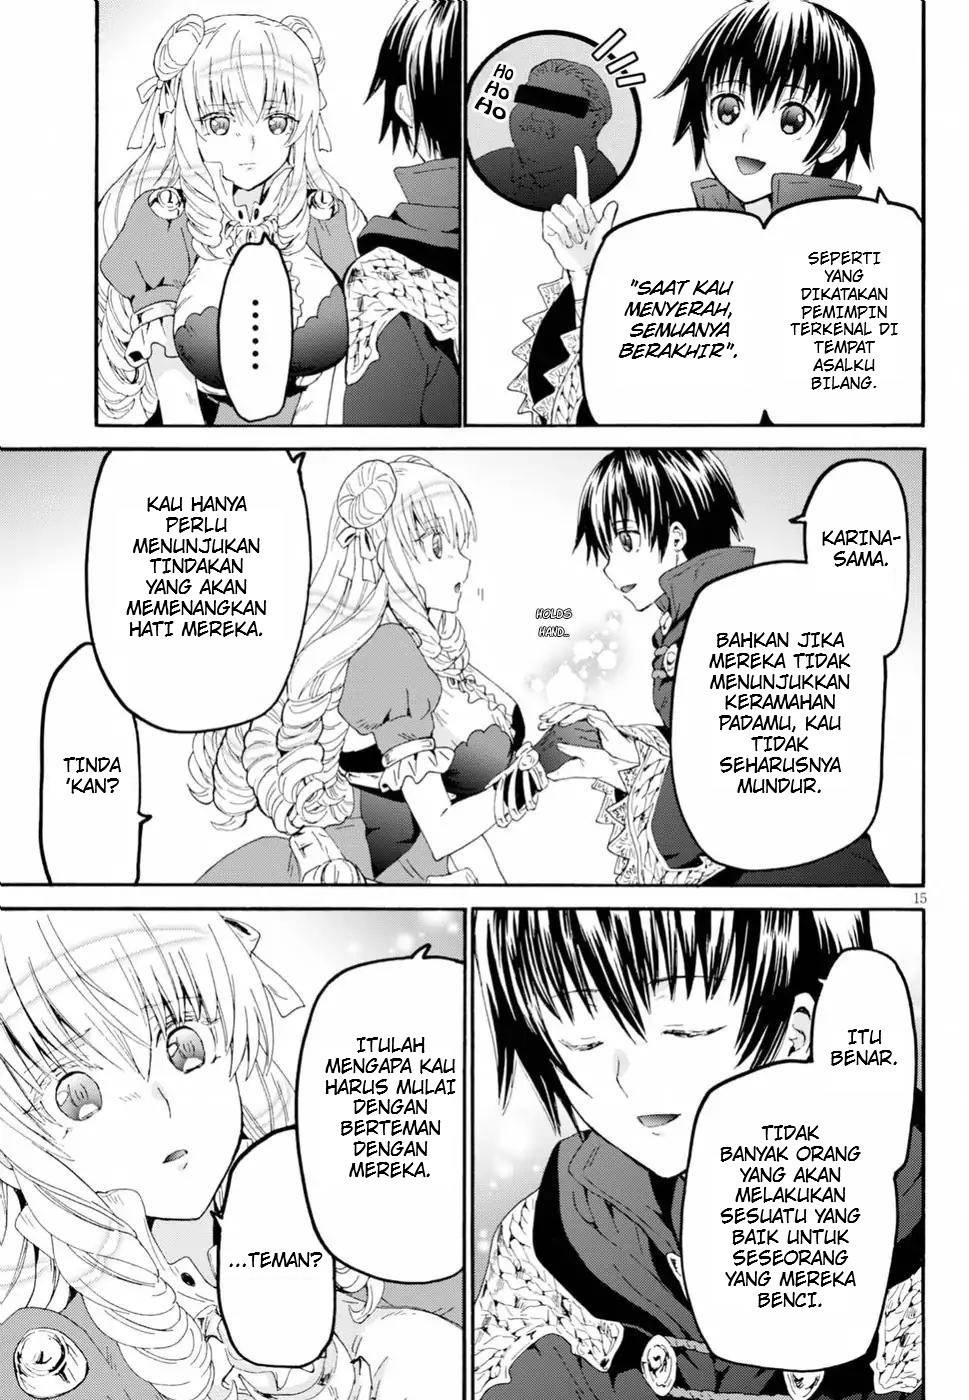 HO
HO
HO
SEPERTI
YANG
DIKATAKAN
PEMIMPIN
TERKENAL DI
TEMPAT
ASALKU
BILANG.
"SAAT KAU
MENYERAH,
SEMUANYA
BERAKHIR".
......
KARINA-
SAMA.
BAHKAN JIKA
MEREKA TIDAK
MENUNJUKKAN
KERAMAHAN
PADAMU, KAU
TIDAK
SEHARUSNYA
MUNDUR.
HOLDS
HAND...
KAU HANYA
PERLU
MENUNJUKAN
TINDAKAN
YANG AKAN
MEMENANGKAN
HATI MEREKA.
TINDA
'KAN?
15
ITU
BENAR.
TIDAK
BANYAK ORANG
YANG AKAN
MELAKUKAN
SESUATU YANG
BAIK UNTUK
SESEORANG
YANG MEREKA
BENCI.
ITULAH
MENGAPA KAU
HARUS MULAI
DENGAN
BERTEMAN
DENGAN
MEREKA.
...TEMAN?